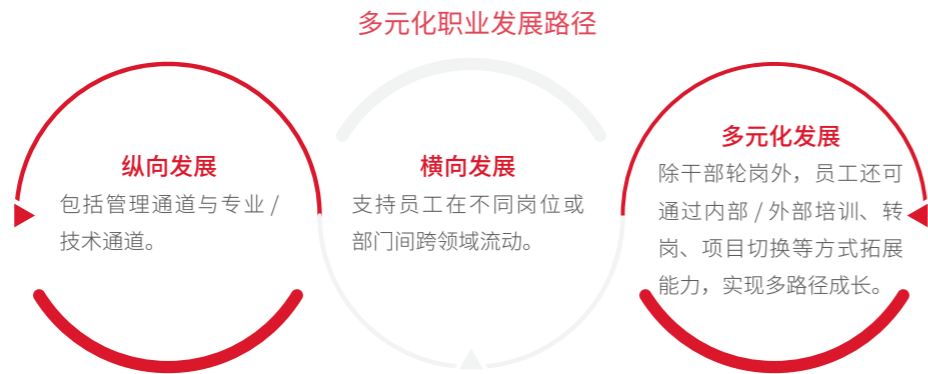 多元化职业发展路径
纵向发展
包括管理通道与专业 /
技术通道。
横向发展
支持员工在不同岗位或
部门间跨领域流动。
多元化发展
除干部轮岗外，员工还可
通过内部 / 外部培训、转
岗、项目切换等方式拓展
能力，实现多路径成长。